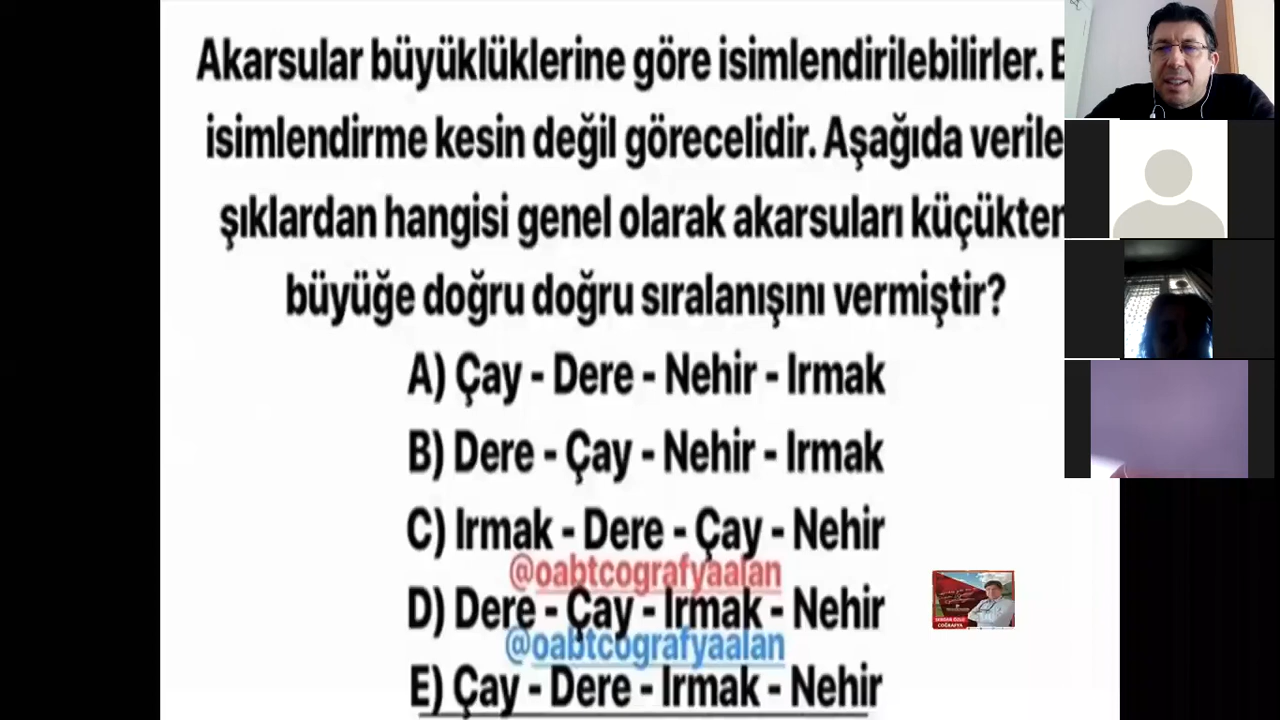 Akarsular büyüklüklerine göre isimlendirilebilirler.
isimlendirme kesin değil görecelidir. Aşağıda verile
şıklardan hangisi genel olarak akarsuları küçükten
büyüğe doğru doğru sıralanışını vermiştir?
A) Çay - Dere - Nehir - Irmak
B) Dere - Çay - Nehir - Irmak
C) Irmak - Dere - Çay - Nehir
@oabtcografyaalan
D) Dere - Çay - Irmak - Nehir
@oabtcografyaalan
E) Çay - Dere - Irmak - Nehir
COĞRAFYA